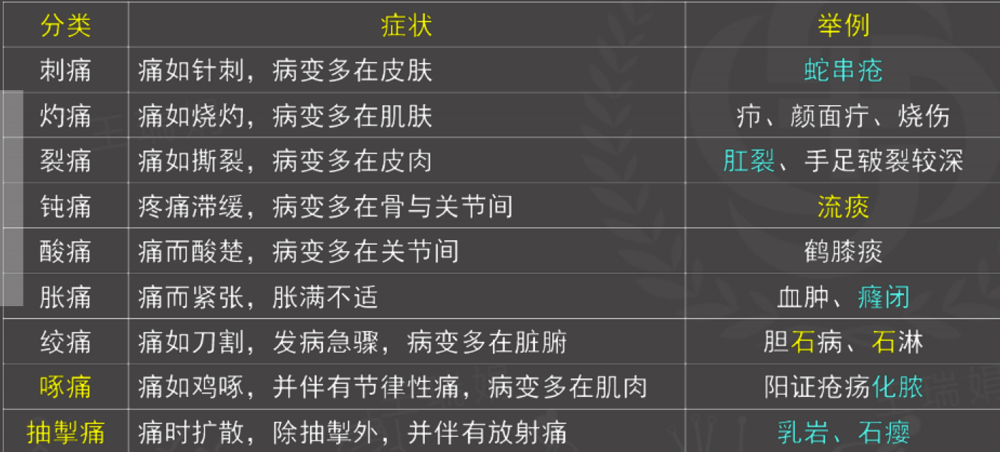 分类 症状 举例
刺痛 痛如针刺，病变多在皮肤 蛇串疮
灼痛 痛如烧灼，病变多在肌肤 疖、颜面疔、烧伤
裂痛 痛如撕裂，病变多在皮肉 肛裂、手足皲裂较深
钝痛 疼痛滞缓，病变多在骨与关节间 流痰
酸痛 痛而酸楚，病变多在关节间 鹤膝痰
胀痛 痛而紧张，胀满不适 血肿、癃闭
绞痛 痛如刀割，发病急骤，病变多在脏腑 胆石病、石淋
啄痛 痛如鸡啄，并伴有节律性痛，病变多在肌肉 阳证疮疡化脓
抽掣痛 痛时扩散，除抽掣外，并伴有放射痛 乳岩、石瘿
王瑞娟